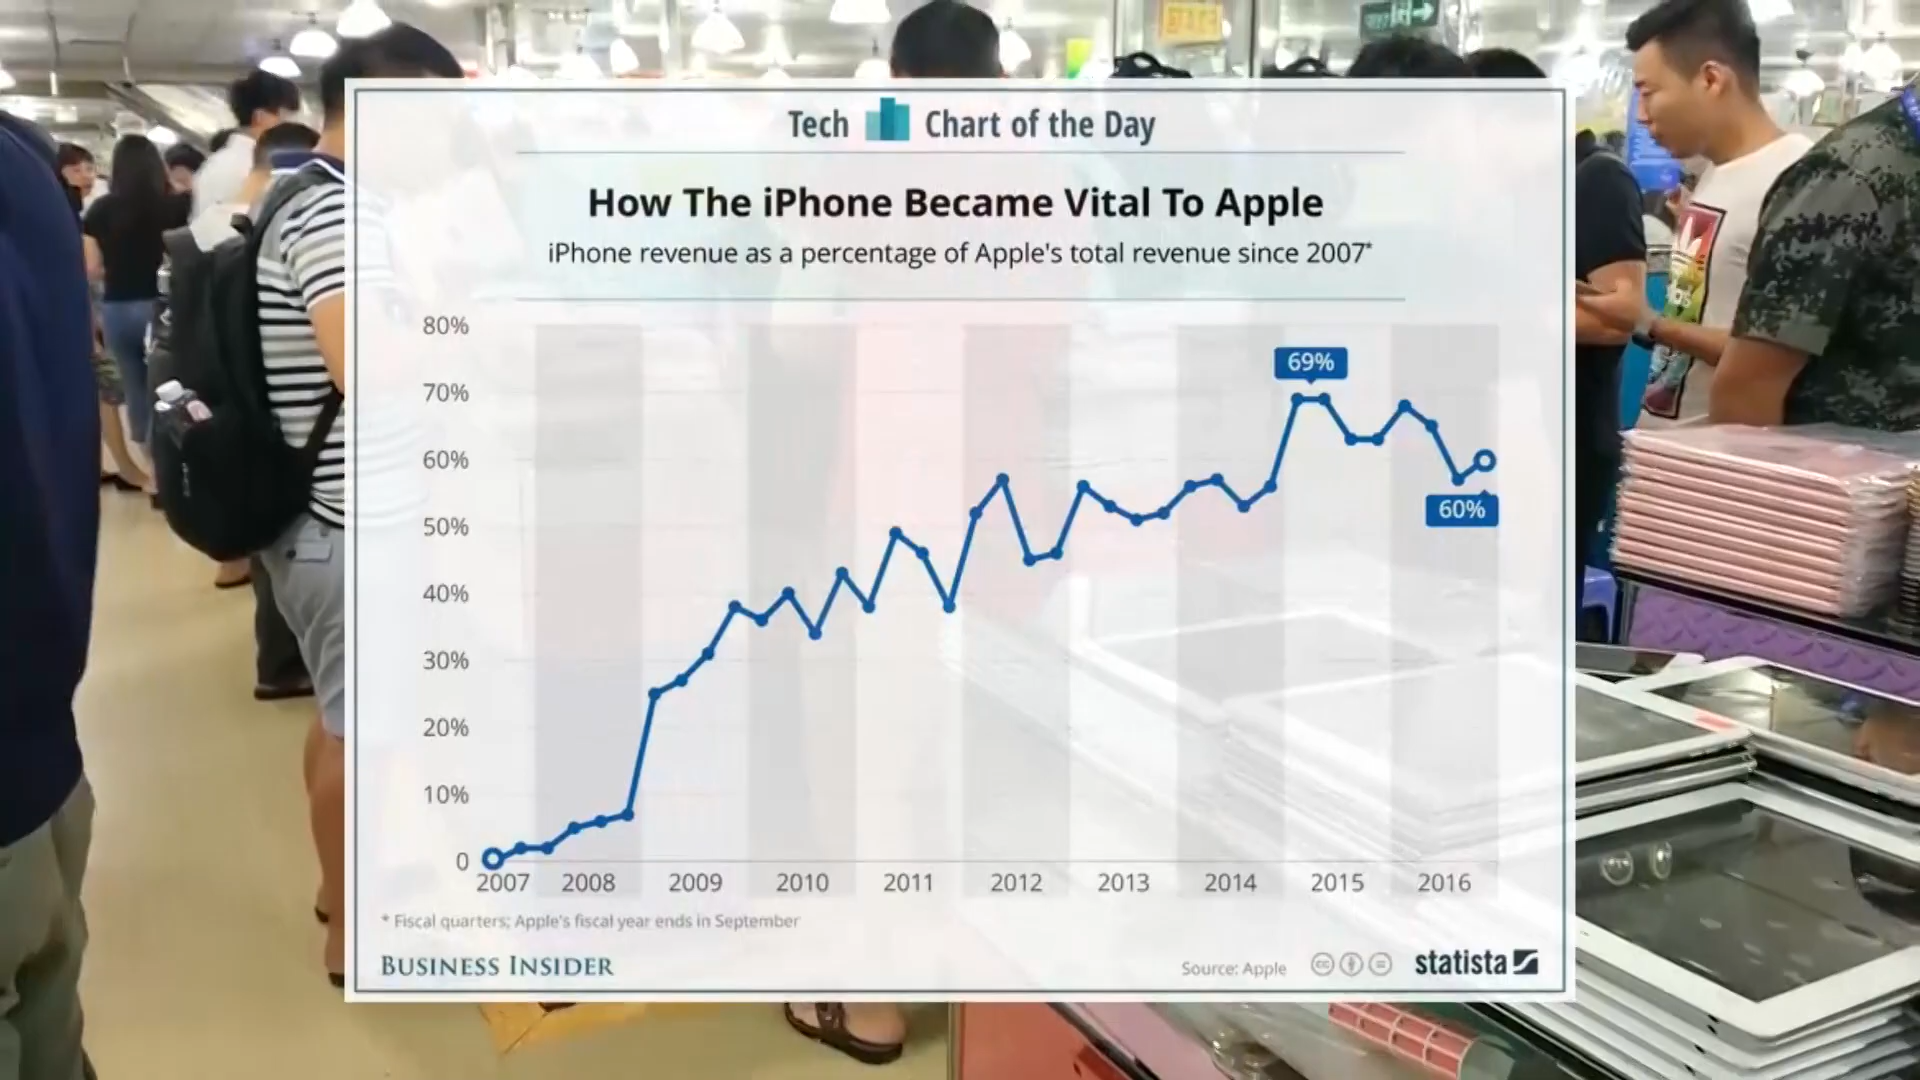 Tech Chart of the Day
How The iPhone Became Vital To Apple
iPhone revenue as a percentage of Apple's total revenue since 2007*
80%
70%
60%
50%
40%
30%
20%
10%
0
69%
60%
2007 2008 2009 2010 2011 2012 2013 2014 2015 2016
* Fiscal quarters; Apple's fiscal year ends in September
BUSINESS INSIDER
Source: Apple
cc
statista